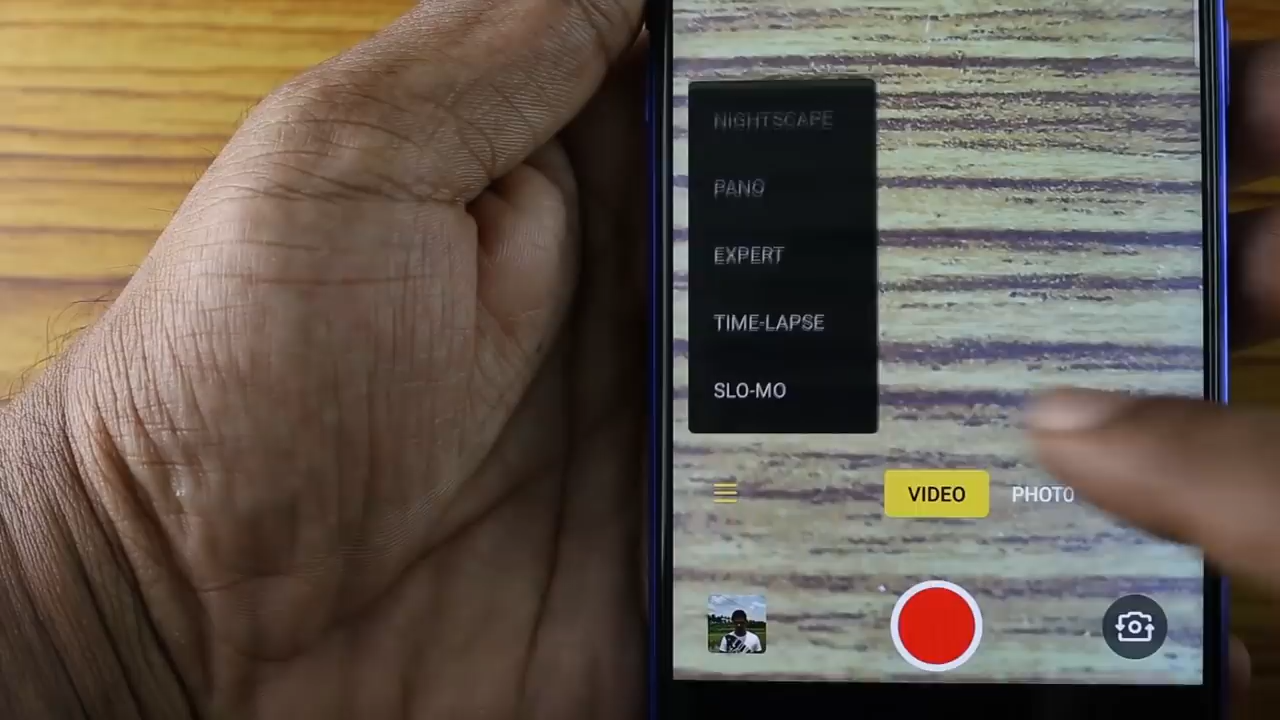 NIGHTSCAPE
PANO
EXPERT
TIME-LAPSE
SLO-MO
VIDEO PHOTO